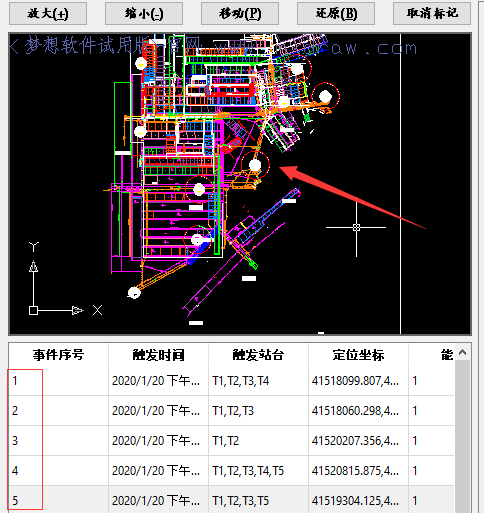 放大(+) 缩小(-) 移动(P) 还原(R) 取消标记
梦想软件试用版 官网
Y
X
事件序号 触发时间 触发站台 定位坐标 能
1 2020/1/20 下午... T1,T2,T3,T4 41518099.807,4... 1
2 2020/1/20 下午... T1,T2,T3 41518060.298,4... 1
3 2020/1/20 下午... T1,T2 41520207.356,4... 1
4 2020/1/20 下午... T1,T2,T3,T4,T5 41520815.875,4... 1
5 2020/1/20 下午... T1,T2,T3,T5 41519304.125,4... 1